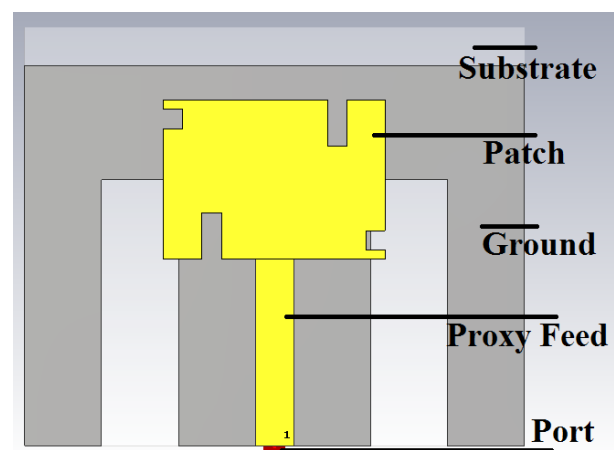 Substrate
Patch
Ground
Proxy Feed
1
Port